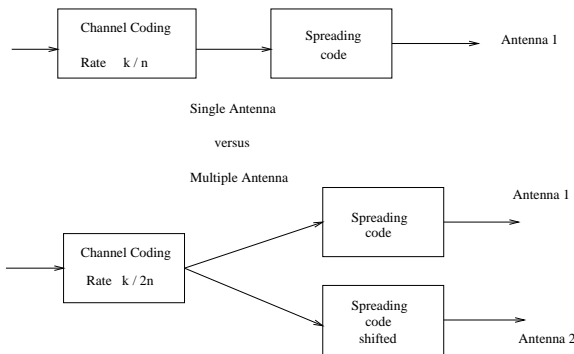 Channel Coding
Rate k / n
Spreading
code
Antenna 1
Single Antenna
versus
Multiple Antenna
Channel Coding
Rate k / 2n
Spreading
code
Antenna 1
Spreading
code
shifted
Antenna 2